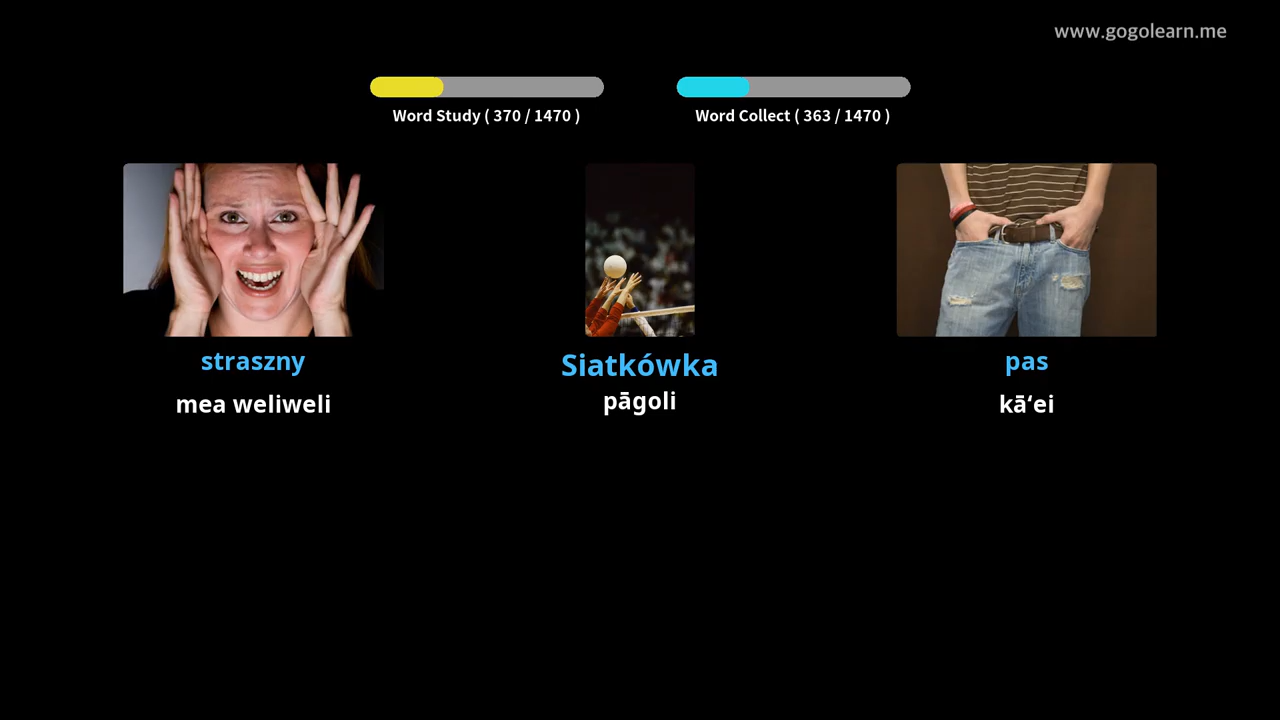 www.gogolearn.me
Word Study ( 370 / 1470 )
Word Collect ( 363 / 1470 )
straszny
Siatkówka
pas
mea weliweli
pāgoli
kāʻei